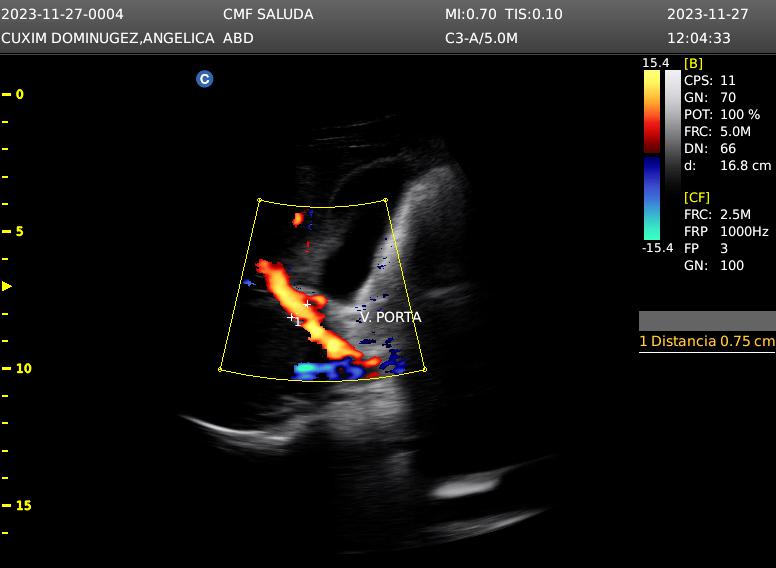 2023-11-27-0004 CMF SALUDA MI:0.70 TIS:0.10 2023-11-27
CUXIM DOMINUGEZ,ANGELICA ABD C3-A/5.0M 12:04:33
C
15.4 [B]
CPS: 11
GN: 70
POT: 100 %
FRC: 5.0M
DN: 66
d: 16.8 cm
[CF]
FRC: 2.5M
-15.4 FRP 1000Hz
FP 3
GN: 100
0
5
10
15
1
V. PORTA
1 Distancia 0.75 cm